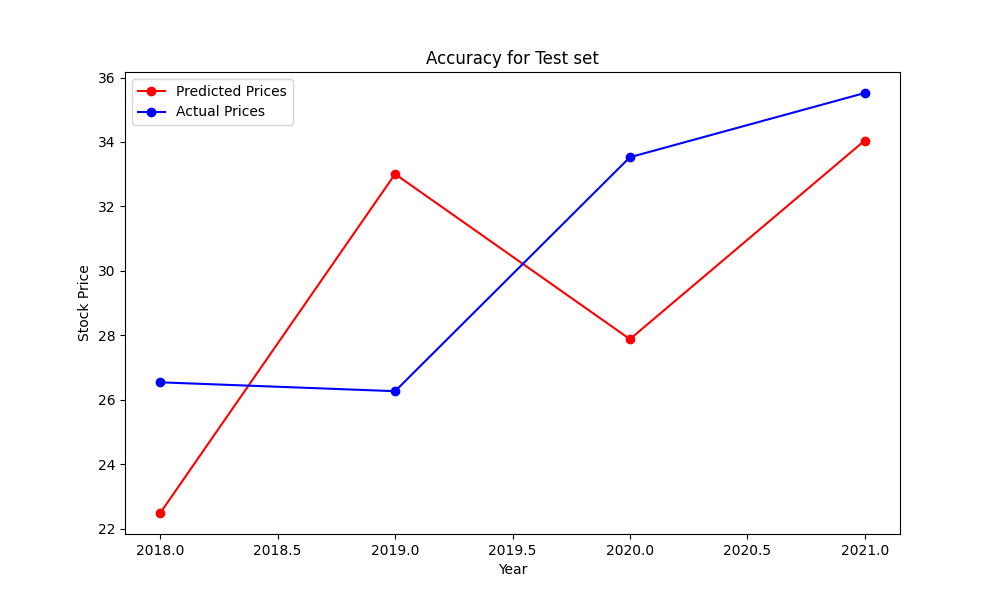 Accuracy for Test set
Predicted Prices
Actual Prices
Stock Price
36
34
32
30
28
26
24
22
2018.0 2018.5 2019.0 2019.5 2020.0 2020.5 2021.0
Year